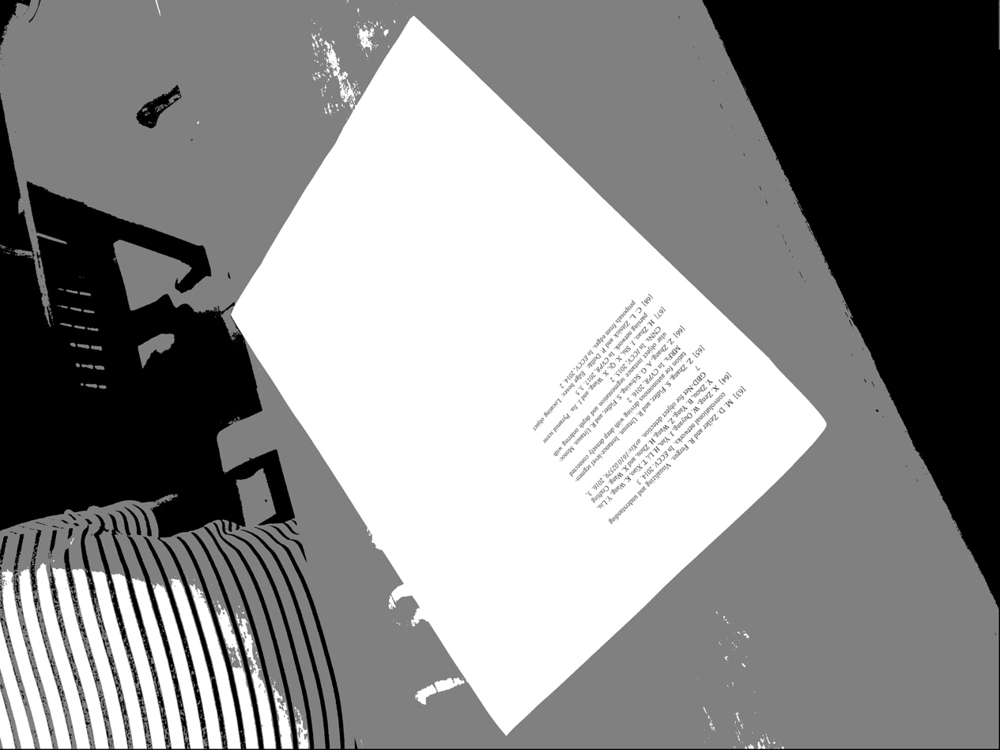 [63] M. D. Zeiler and R. Fergus. Visualizing and understanding
convolutional networks. In ECCV, 2014. 3
[64] X. Zeng, W. Ouyang, J. Yan, H. Li, T. Xiao, K. Wang, Y. Liu,
Y. Zhou, B. Yang, Z. Wang, H. Zhou, and X. Wang. Crafting
GBD-Net for object detection. arXiv:1610.02579, 2016. 3,
7
[65] Z. Zhang, S. Fidler, and R. Urtasun. Instance-level segmen-
tation for autonomous driving with deep densely connected
MRFs. In CVPR, 2016. 2
[66] Z. Zhang, A. G. Schwing, S. Fidler, and R. Urtasun. Monoc-
ular object instance segmentation and depth ordering with
CNNs. In ICCV, 2015. 2
[67] H. Zhao, J. Shi, X. Qi, X. Wang, and J. Jia. Pyramid scene
parsing network. In CVPR, 2017. 3, 5
[68] C. L. Zitnick and P. Dollár. Edge boxes: Locating object
proposals from edges. In ECCV, 2014. 2